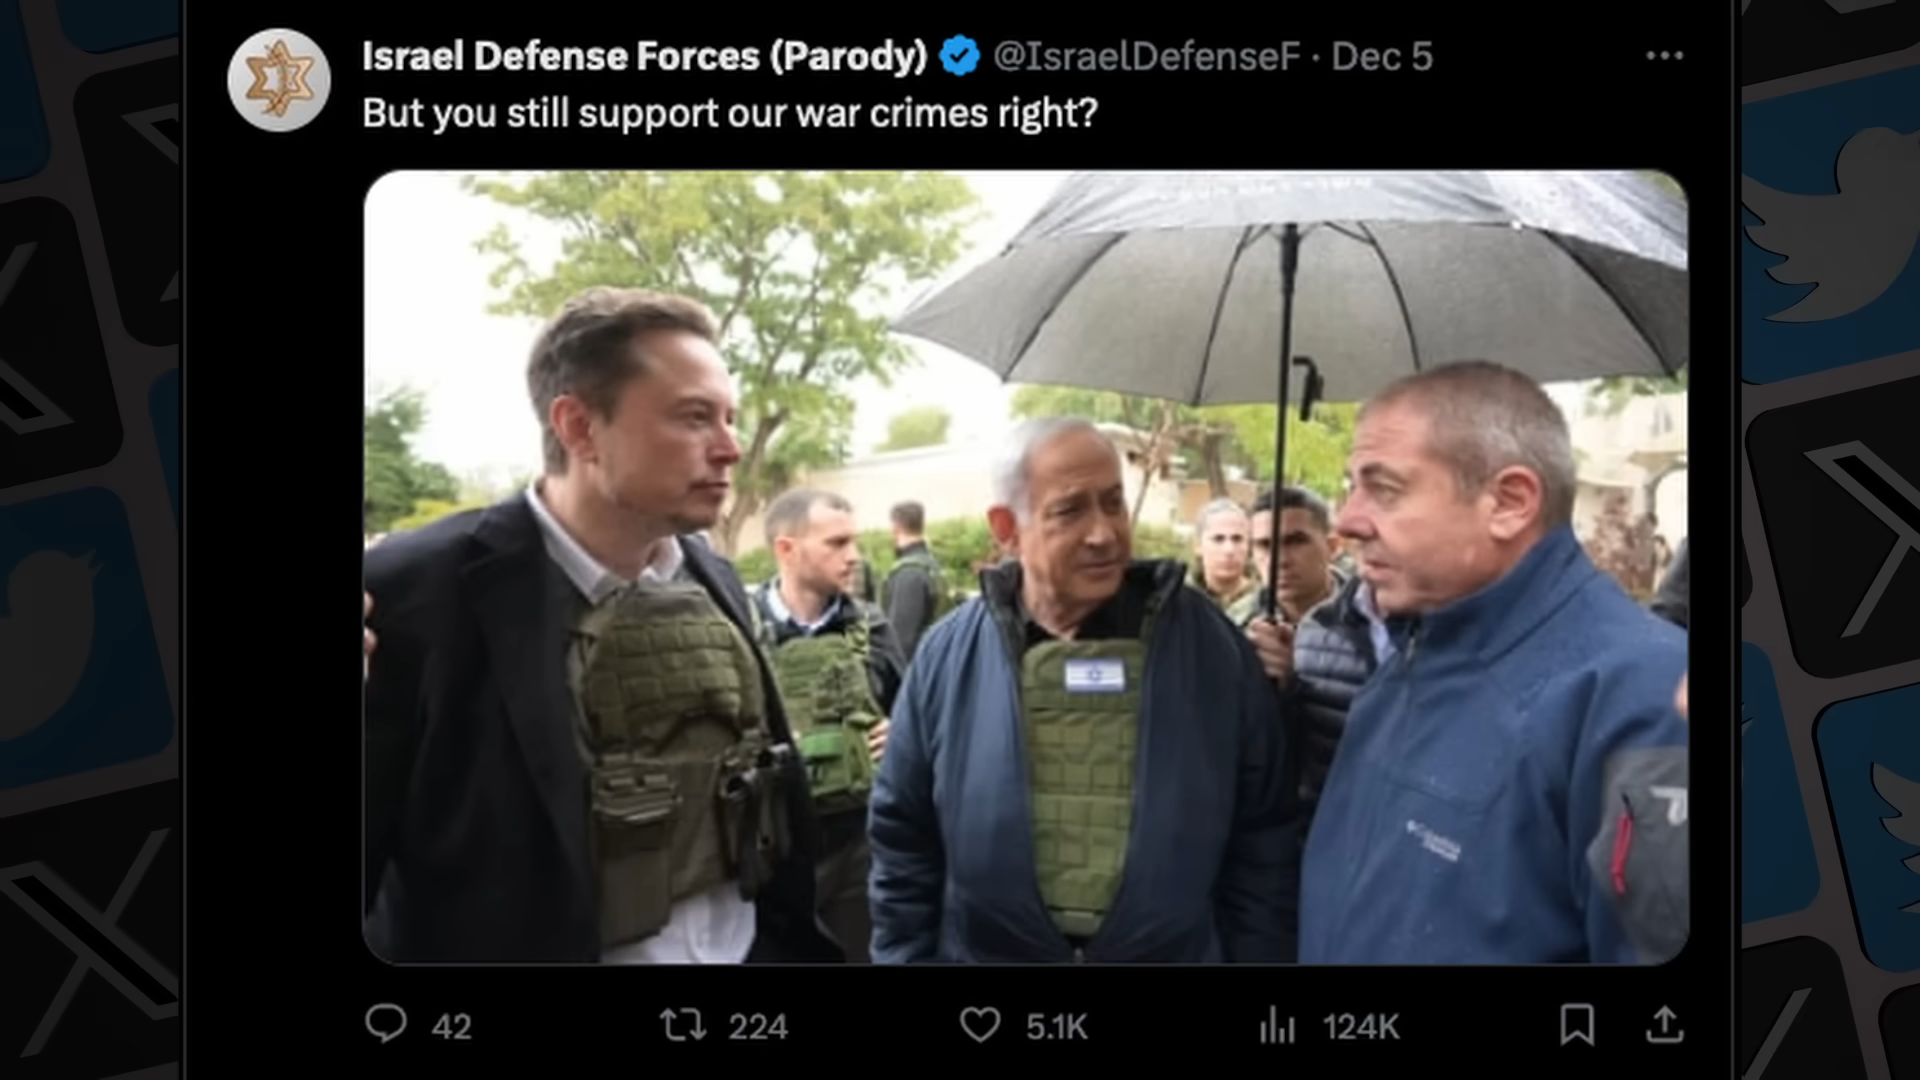 Israel Defense Forces (Parody) @IsraelDefenseF · Dec 5
But you still support our war crimes right?
Columbia
42 224 5.1K 124K